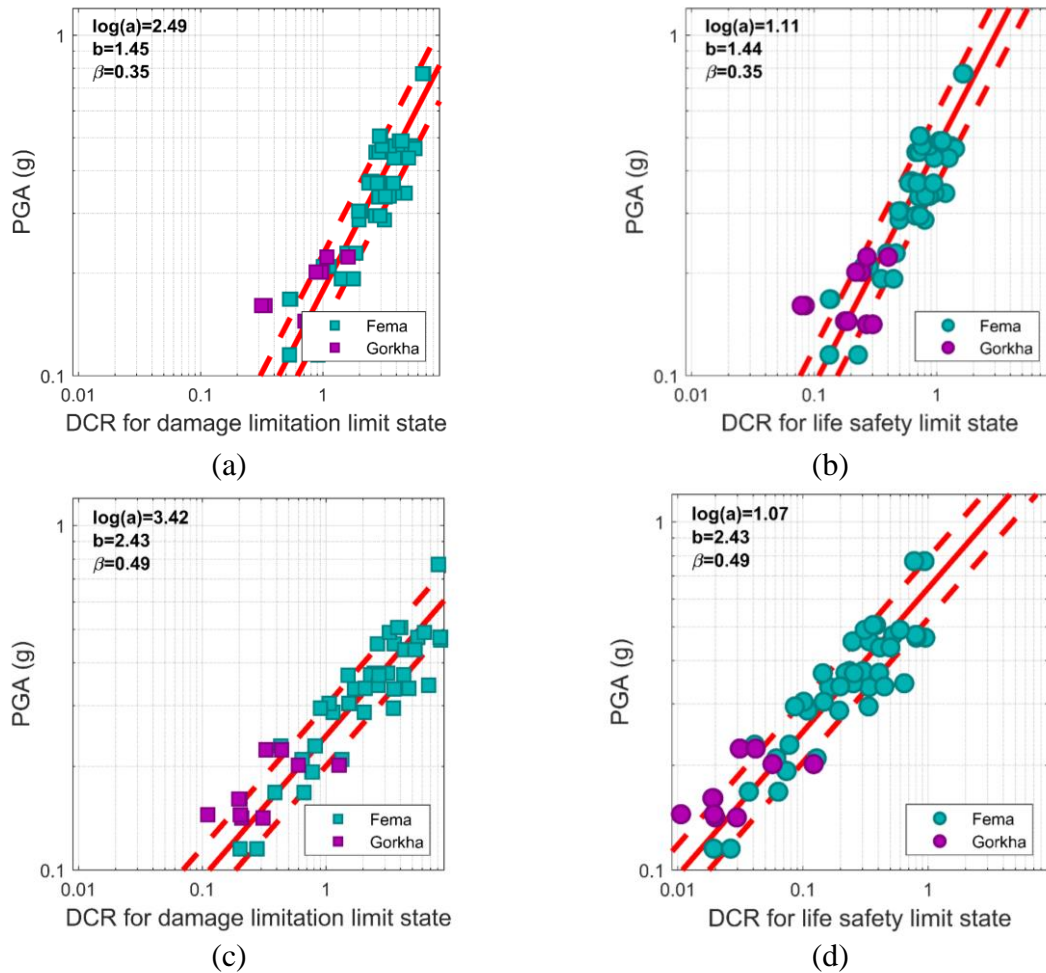 log(a)=2.49
b=1.45
β=0.35
1
0.1
PGA (g)
Fema
Gorkha
0.01 0.1 1
DCR for damage limitation limit state
(a)
log(a)=1.11
b=1.44
β=0.35
1
0.1
PGA (g)
Fema
Gorkha
0.01 0.1 1
DCR for life safety limit state
(b)
log(a)=3.42
b=2.43
β=0.49
1
0.1
PGA (g)
Fema
Gorkha
0.01 0.1 1
DCR for damage limitation limit state
(c)
log(a)=1.07
b=2.43
β=0.49
1
0.1
PGA (g)
Fema
Gorkha
0.01 0.1 1
DCR for life safety limit state
(d)